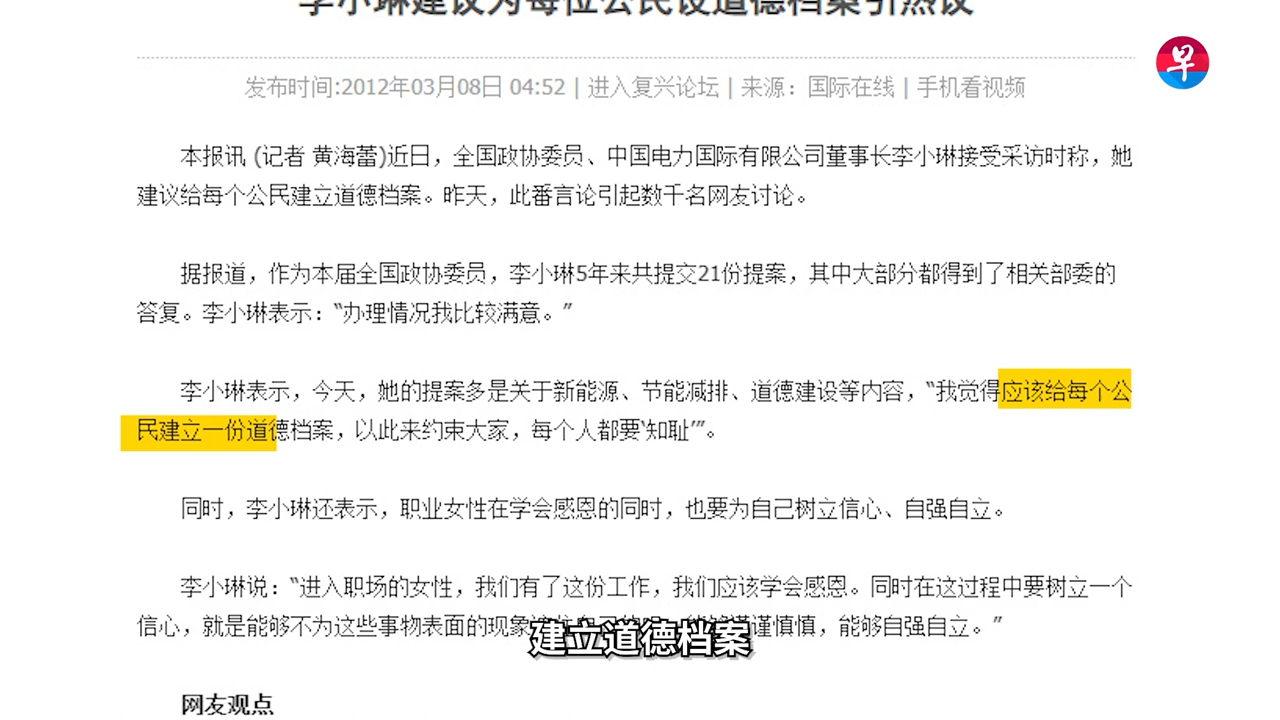 李小琳建议为每位公民设道德档案引热议
早
发布时间:2012年03月08日 04:52 | 进入复兴论坛 | 来源：国际在线 | 手机看视频
本报讯 (记者 黄海蕾)近日，全国政协委员、中国电力国际有限公司董事长李小琳接受采访时称，她
建议给每个公民建立道德档案。昨天，此番言论引起数千名网友讨论。
据报道，作为本届全国政协委员，李小琳5年来共提交21份提案，其中大部分都得到了相关部委的
答复。李小琳表示：“办理情况我比较满意。”
李小琳表示，今天，她的提案多是关于新能源、节能减排、道德建设等内容，“我觉得应该给每个公
民建立一份道德档案，以此来约束大家，每个人都要‘知耻’”。
同时，李小琳还表示，职业女性在学会感恩的同时，也要为自己树立信心、自强自立。
李小琳说：“进入职场的女性，我们有了这份工作，我们应该学会感恩。同时在这过程中要树立一个
信心，就是能够不为这些事物表面的现象 谨慎慎，能够自强自立。”
建立道德档案
网友观点